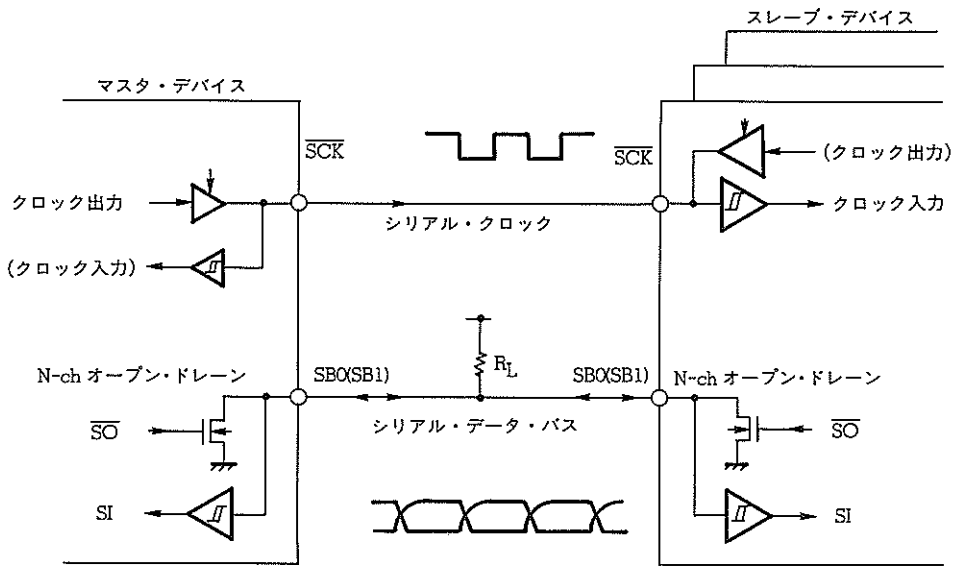 スレーブ・デバイス
マスタ・デバイス
SCK
SCK
(クロック出力)
クロック出力
シリアル・クロック
クロック入力
(クロック入力)
RL
N-ch オープン・ドレーン
SB0(SB1)
SB0(SB1)
N-ch オープン・ドレーン
SO
シリアル・データ・バス
SO
SI
SI